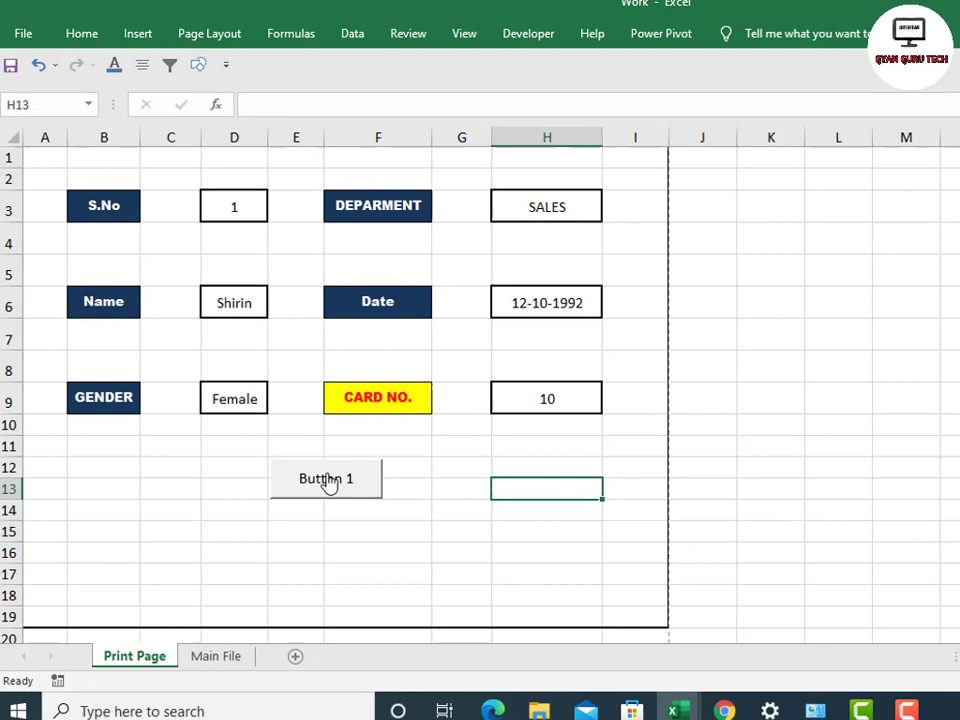 Work - Excel
File Home Insert Page Layout Formulas Data Review View Developer Help Power Pivot Tell me what you want to
GYAN GURU TECH
H13 fx
A B C D E F G H I J K L M
1
2
3 S.No 1 DEPARMENT SALES
4
5
6 Name Shirin Date 12-10-1992
7
8
9 GENDER Female CARD NO. 10
10
11
12
Button 1
13
14
15
16
17
18
19
20
Print Page Main File
Ready
Type here to search